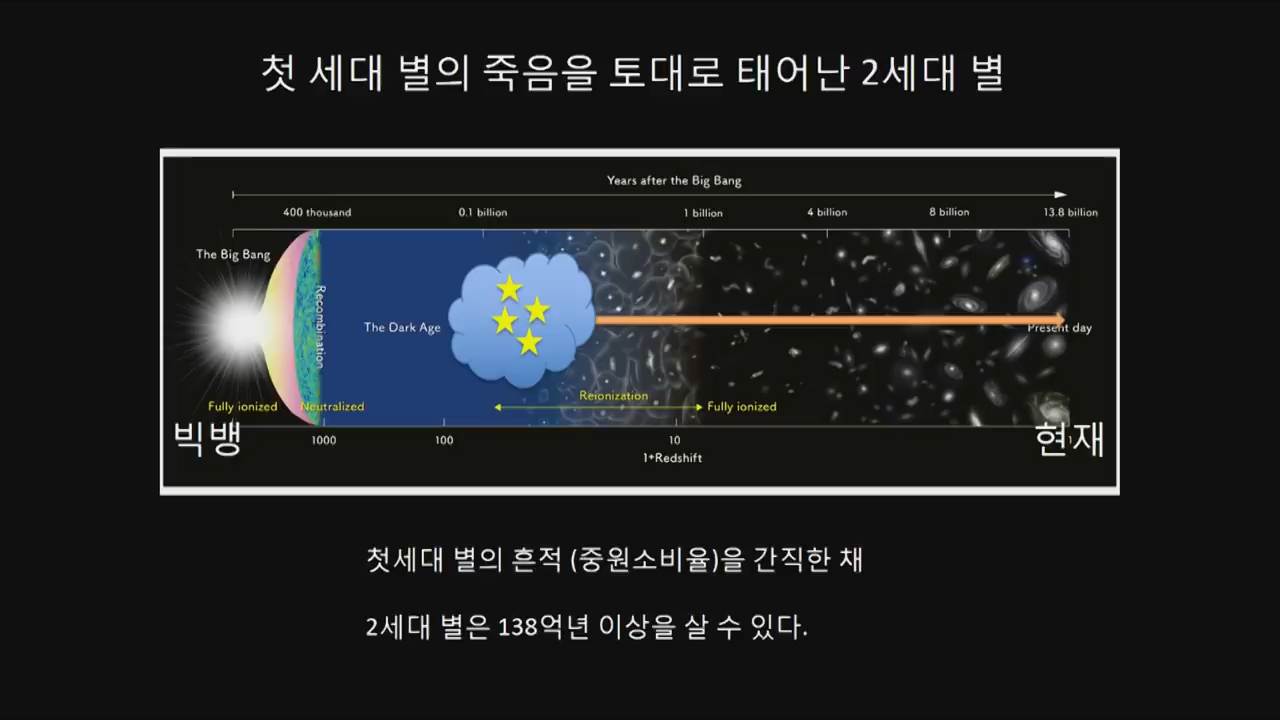 첫 세대 별의 죽음을 토대로 태어난 2세대 별
Years after the Big Bang
400 thousand 0.1 billion 1 billion 4 billion 8 billion 13.8 billion
The Big Bang
Recombination
The Dark Age
Present day
Reionization
Fully ionized Neutralized Fully ionized
빅뱅 현재
1000 100 10 1
1+Redshift
첫세대 별의 흔적 (중원소비율)을 간직한 채
2세대 별은 138억년 이상을 살 수 있다.